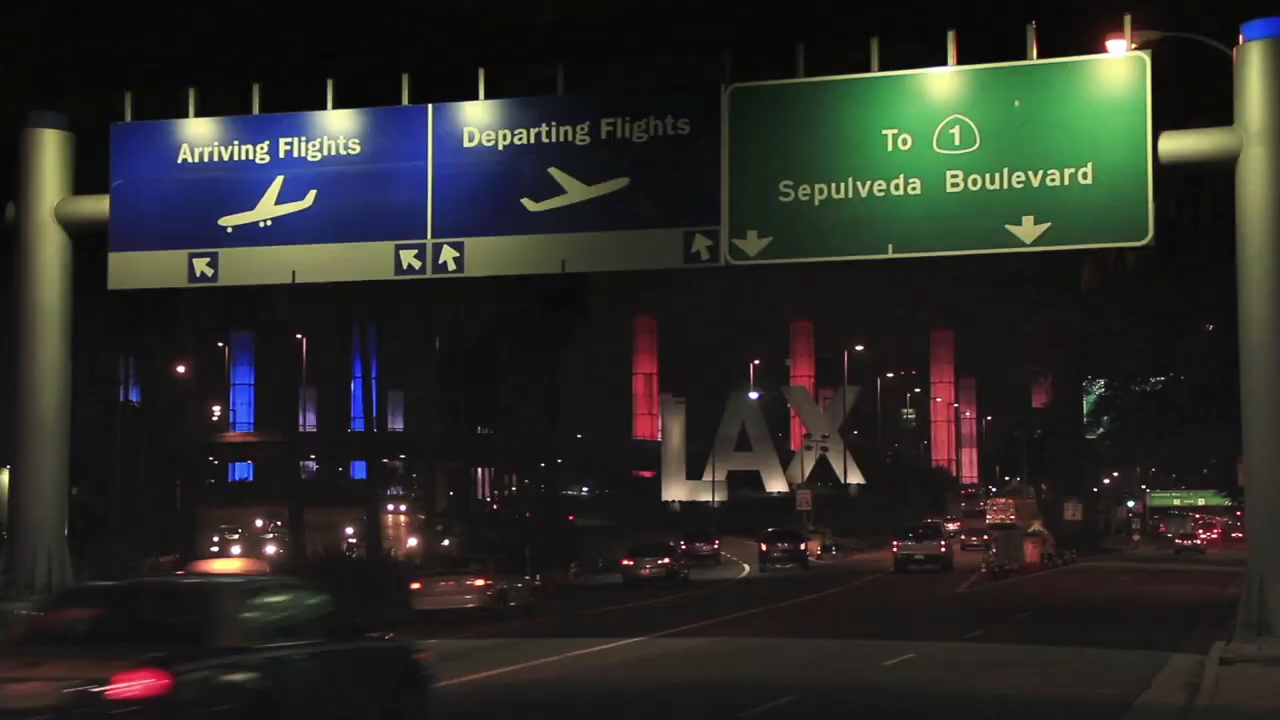 Arriving Flights
Departing Flights
To 1
Sepulveda Boulevard
LAX